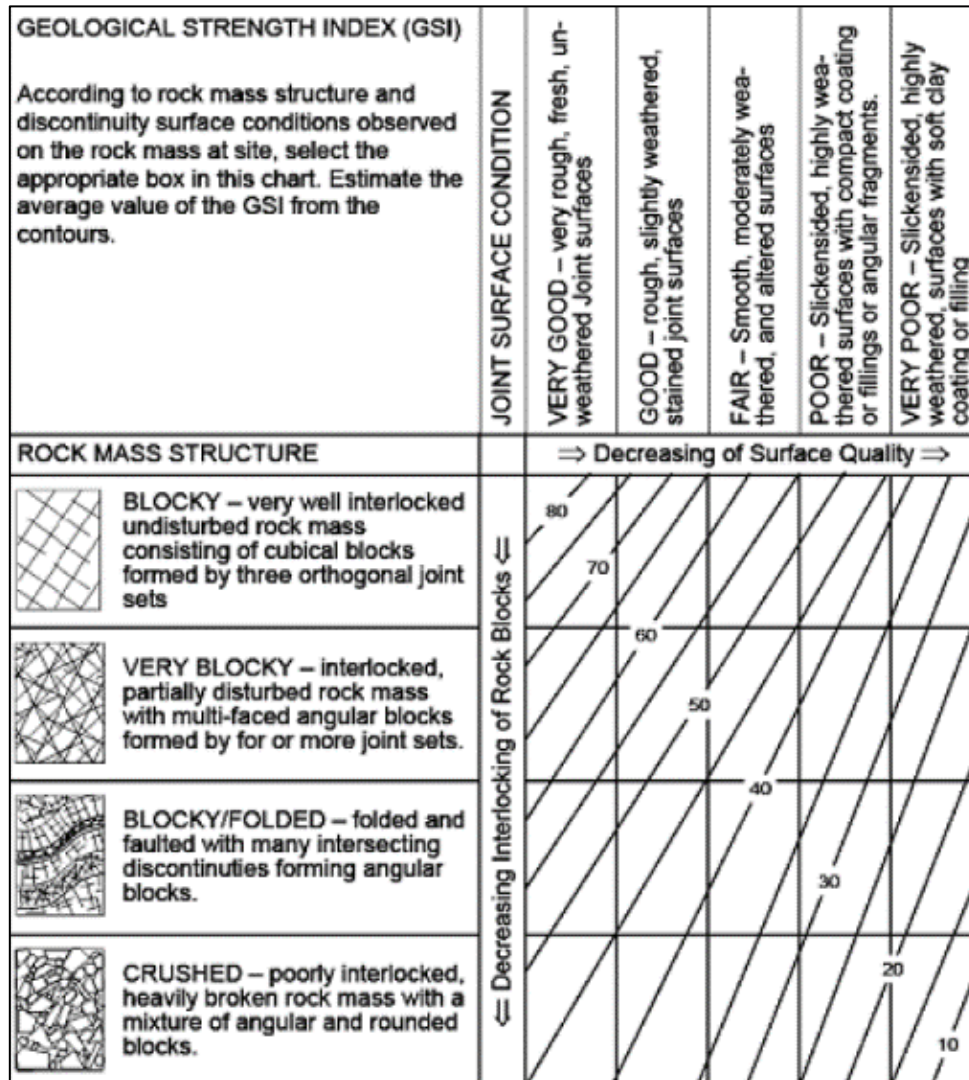 GEOLOGICAL STRENGTH INDEX (GSI)
According to rock mass structure and
discontinuity surface conditions observed
on the rock mass at site, select the
appropriate box in this chart. Estimate the
average value of the GSI from the
contours.
JOINT SURFACE CONDITION
VERY GOOD – very rough, fresh, un-
weathered Joint surfaces
GOOD – rough, slightly weathered,
stained joint surfaces
FAIR – Smooth, moderately wea-
thered, and altered surfaces
POOR – Slickensided, highly wea-
thered surfaces with compact coating
or fillings or angular fragments.
VERY POOR – Slickensided, highly
weathered, surfaces with soft clay
coating or filling
ROCK MASS STRUCTURE
⇒ Decreasing of Surface Quality ⇒
BLOCKY – very well interlocked
undisturbed rock mass
consisting of cubical blocks
formed by three orthogonal joint
sets
VERY BLOCKY – interlocked,
partially disturbed rock mass
with multi-faced angular blocks
formed by for or more joint sets.
BLOCKY/FOLDED – folded and
faulted with many intersecting
discontinuties forming angular
blocks.
CRUSHED – poorly interlocked,
heavily broken rock mass with a
mixture of angular and rounded
blocks.
⇐ Decreasing Interlocking of Rock Blocks ⇐
80
70
60
50
40
30
20
10